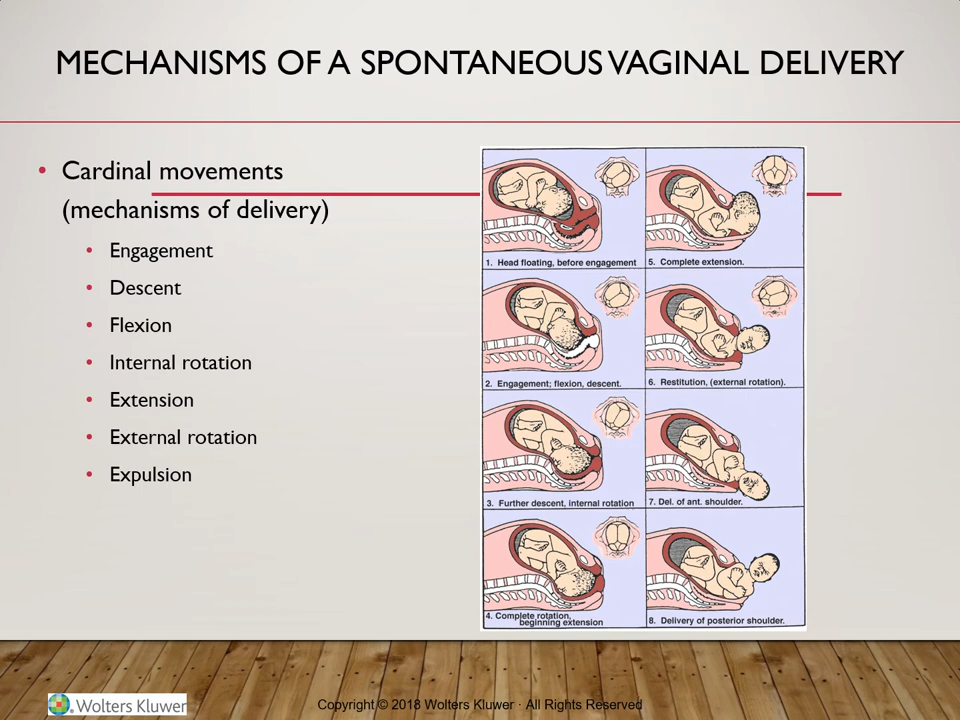 MECHANISMS OF A SPONTANEOUS VAGINAL DELIVERY
• Cardinal movements
(mechanisms of delivery)
• Engagement
• Descent
• Flexion
• Internal rotation
• Extension
• External rotation
• Expulsion
1. Head floating, before engagement
2. Engagement; flexion, descent.
3. Further descent, internal rotation
4. Complete rotation,
beginning extension
5. Complete extension.
6. Restitution, (external rotation).
7. Del. of ant. shoulder.
8. Delivery of posterior shoulder.
Wolters Kluwer
Copyright © 2018 Wolters Kluwer · All Rights Reserved